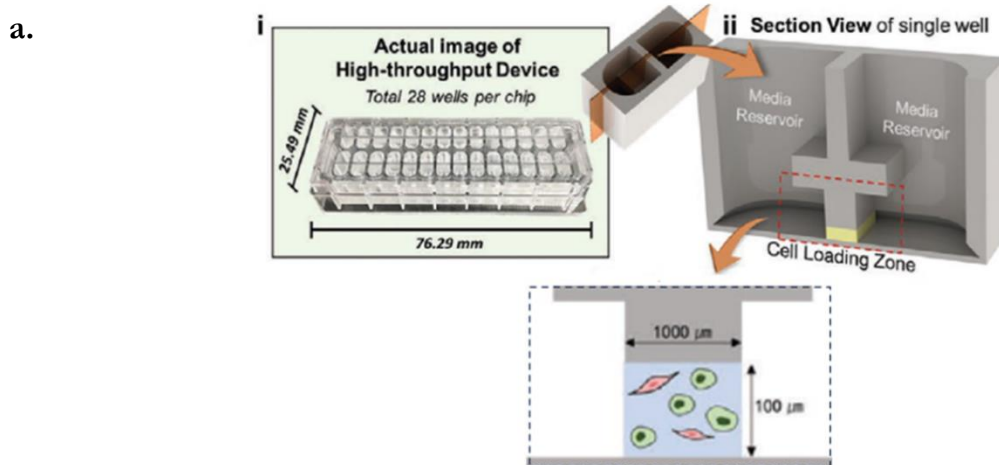 a.
i
Actual image of
High-throughput Device
Total 28 wells per chip
25.49 mm
76.29 mm
ii Section View of single well
Media
Reservoir
Media
Reservoir
Cell Loading Zone
1000 μm
100 μm